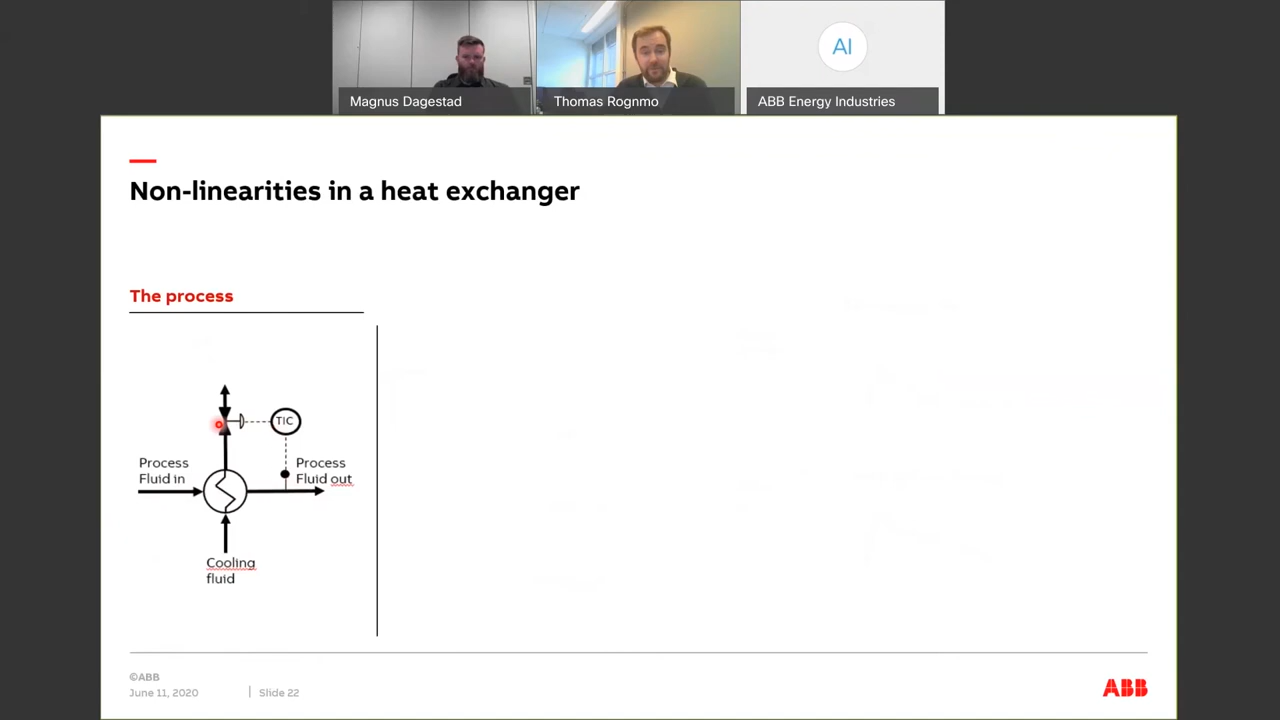 Magnus Dagestad
Thomas Rognmo
AI
ABB Energy Industries
Non-linearities in a heat exchanger
The process
TIC
Process
Fluid in
Process
Fluid out
Cooling
fluid
©ABB
June 11, 2020
Slide 22
ABB